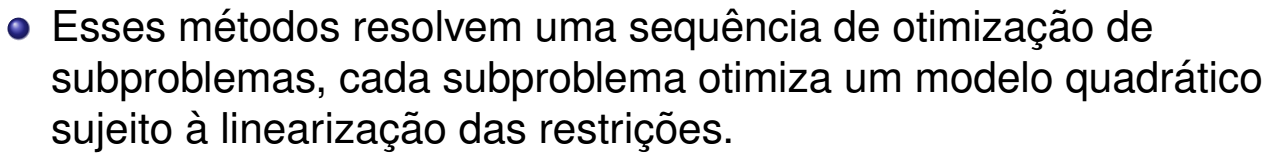 Esses métodos resolvem uma sequência de otimização de
subproblemas, cada subproblema otimiza um modelo quadrático
sujeito à linearização das restrições.